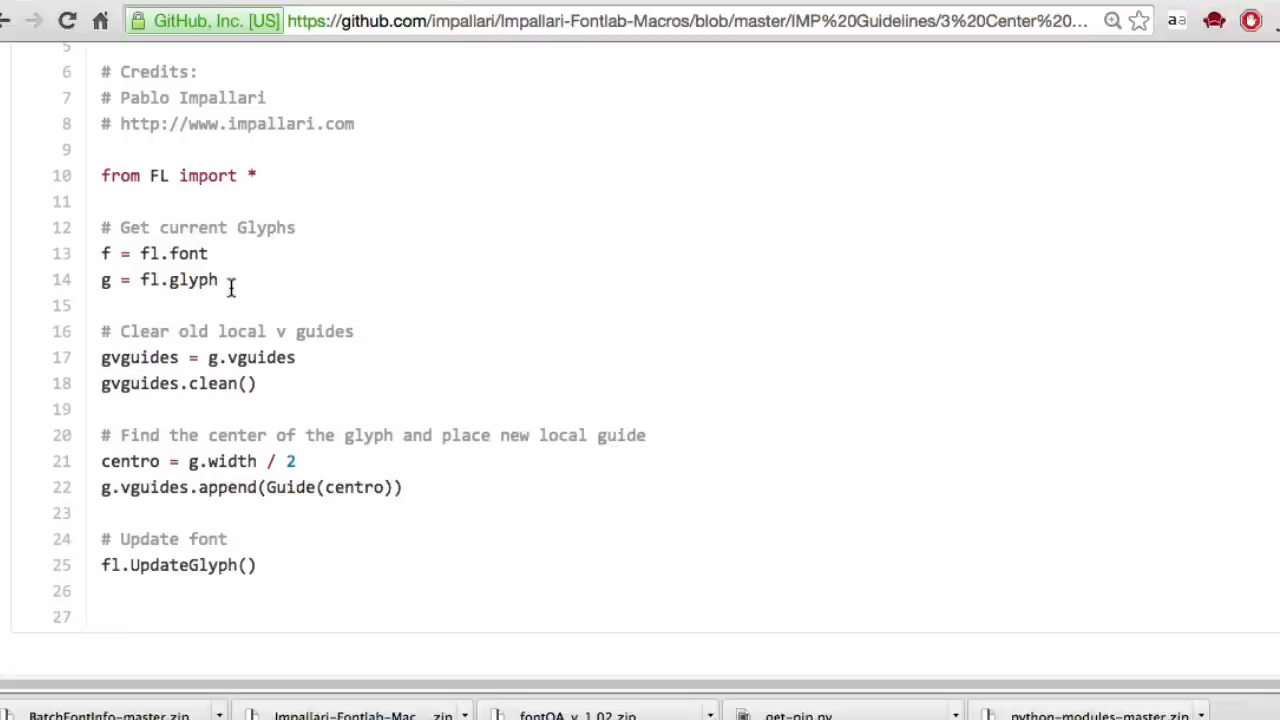 GitHub, Inc. [US] https://github.com/impallari/Impallari-Fontlab-Macros/blob/master/IMP%20Guidelines/3%20Center%20... aa
5
6 # Credits:
7 # Pablo Impallari
8 # http://www.impallari.com
9
10 from FL import *
11
12 # Get current Glyphs
13 f = fl.font
14 g = fl.glyph
15
16 # Clear old local v guides
17 gvguides = g.vguides
18 gvguides.clean()
19
20 # Find the center of the glyph and place new local guide
21 centro = g.width / 2
22 g.vguides.append(Guide(centro))
23
24 # Update font
25 fl.UpdateGlyph()
26
27
BatchFontInfo-master.zip Impallari-Fontlab-Mac....zip fontQA_v_1.02.zip get-pip.py python-modules-master.zip